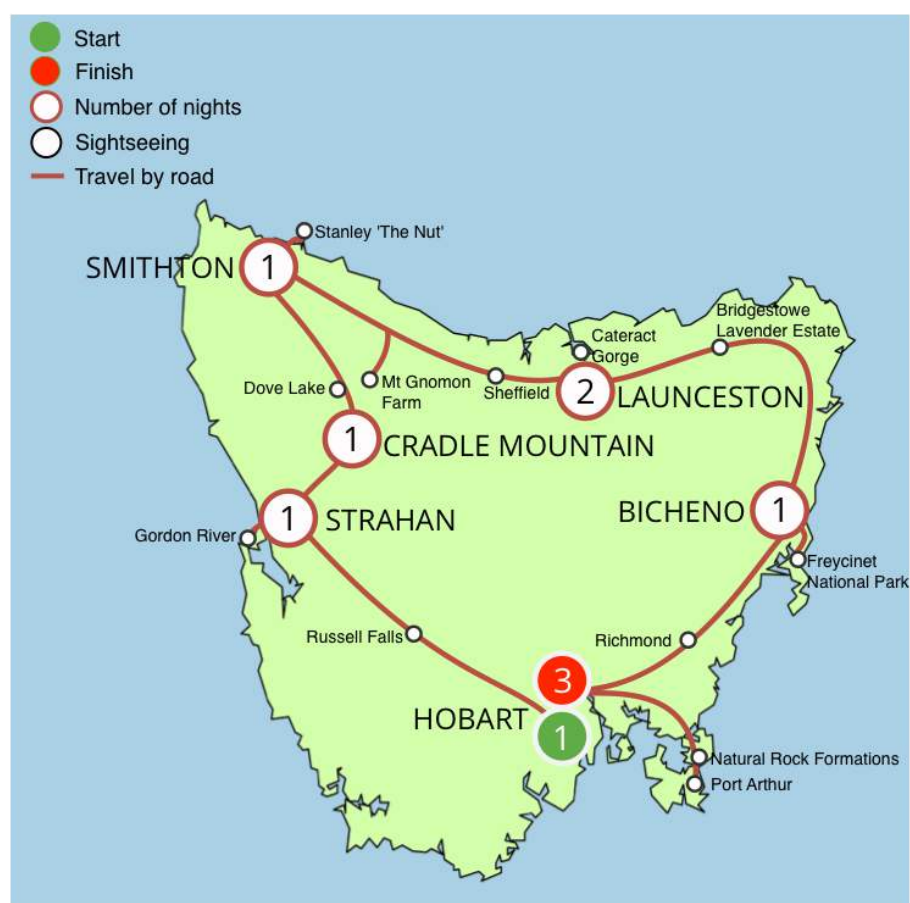 Start
Finish
Number of nights
Sightseeing
Travel by road
Stanley 'The Nut'
SMITHTON
1
Bridgestowe
Lavender Estate
Cateract
Gorge
Dove Lake
Mt Gnomon
Farm
Sheffield
2
LAUNCESTON
1
CRADLE MOUNTAIN
1
STRAHAN
BICHENO
1
Gordon River
Freycinet
National Park
Russell Falls
Richmond
3
HOBART
1
Natural Rock Formations
Port Arthur